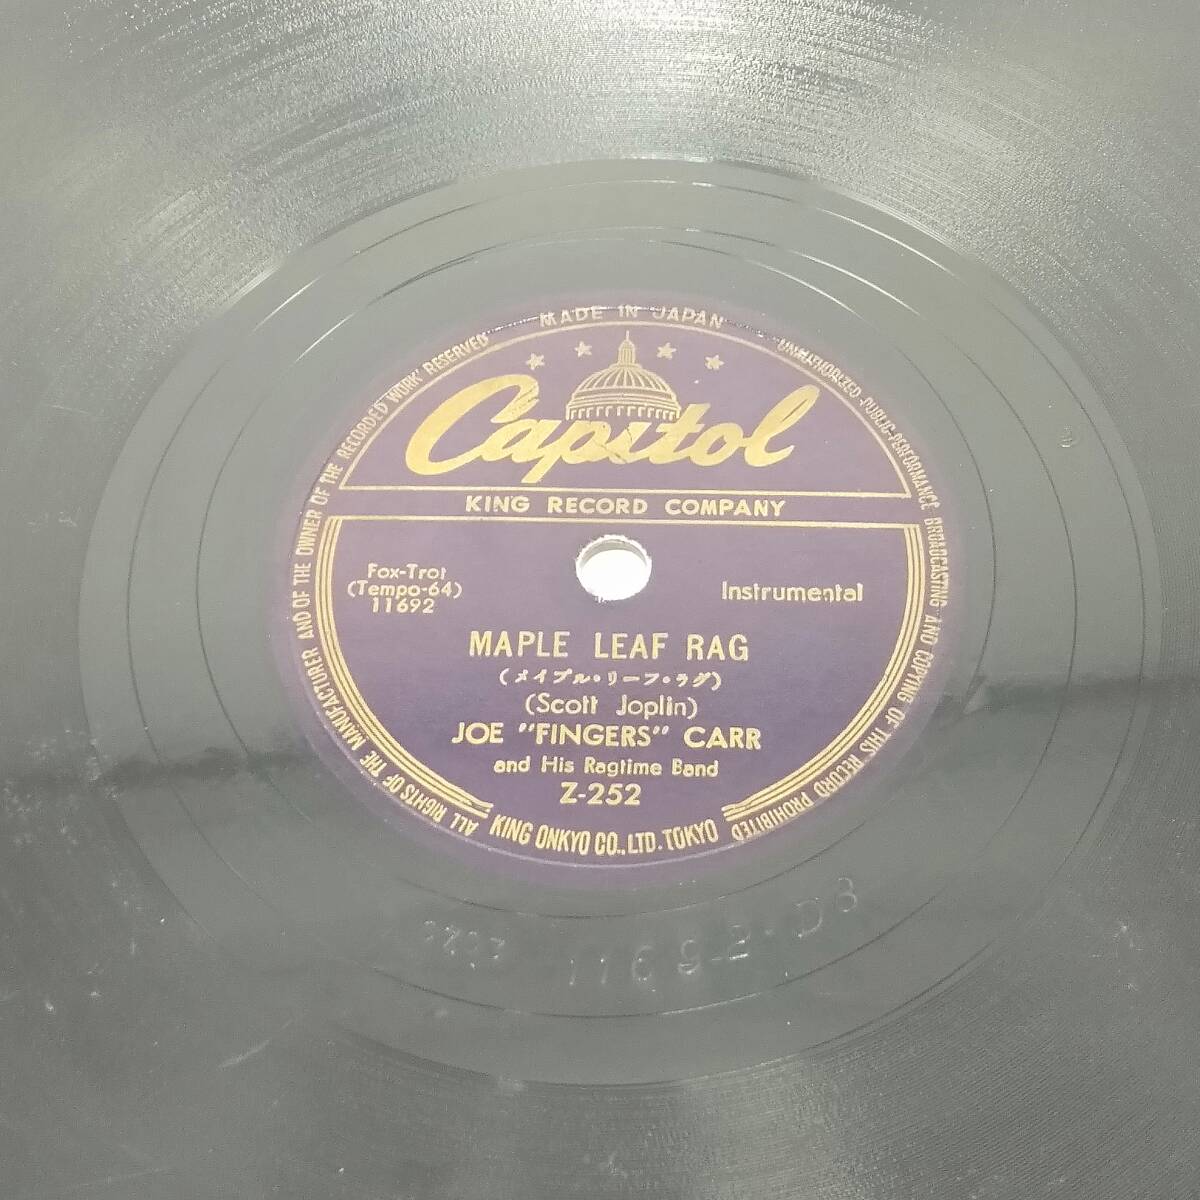 MADE IN JAPAN
Capitol
KING RECORD COMPANY
Fox-Trot
(Tempo-64)
11692
Instrumental
MAPLE LEAF RAG
(メイプル・リーフ・ラグ)
(Scott Joplin)
JOE "FINGERS" CARR
and His Ragtime Band
Z-252
KING ONKYO CO., LTD. TOKYO
ALL RIGHTS OF THE MANUFACTURER AND OF THE OWNER OF THE RECORDED WORK RESERVED
UNAUTHORIZED PUBLIC-PERFORMANCE BROADCASTING AND COPYING OF THIS RECORD PROHIBITED
11692-D3